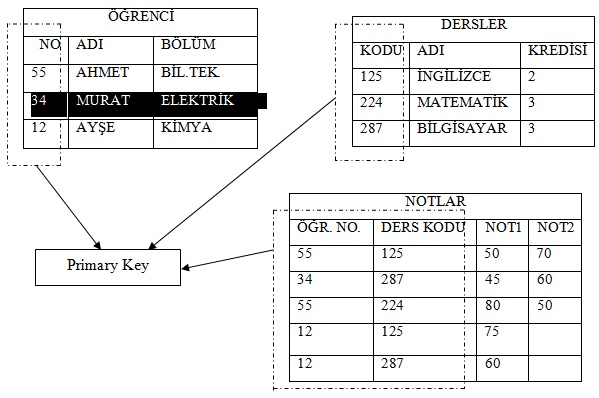 ÖĞRENCİ
NO ADI BÖLÜM
55 AHMET BİL.TEK.
34 MURAT ELEKTRİK
12 AYŞE KİMYA
DERSLER
KODU ADI KREDİSİ
125 İNGİLİZCE 2
224 MATEMATİK 3
287 BİLGİSAYAR 3
Primary Key
NOTLAR
ÖĞR. NO. DERS KODU NOT1 NOT2
55 125 50 70
34 287 45 60
55 224 80 50
12 125 75
12 287 60